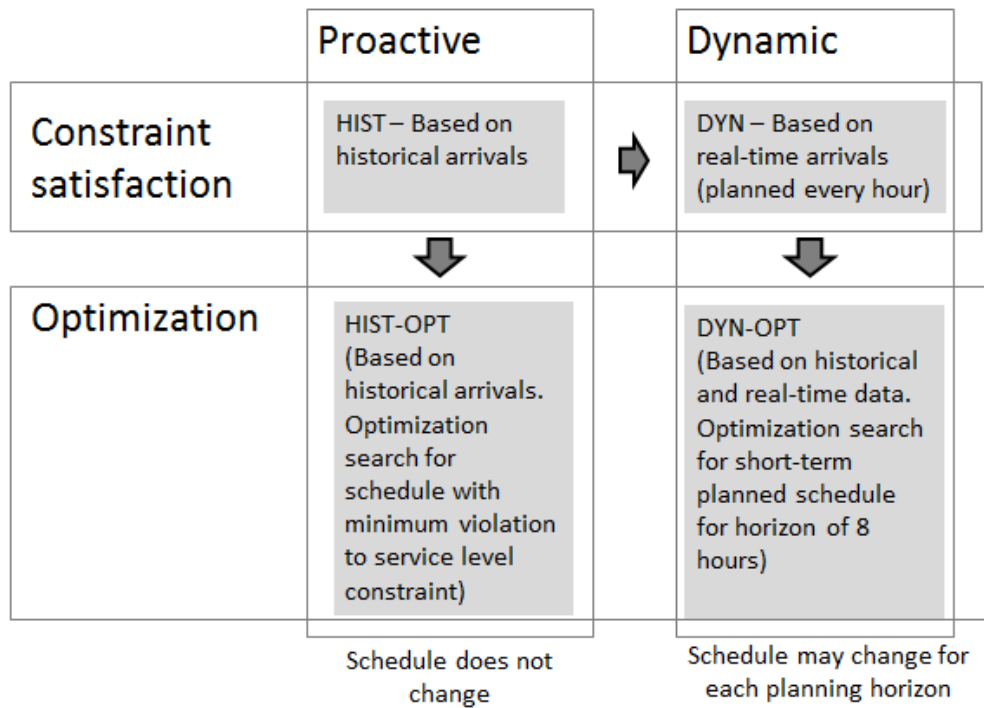 Proactive
Dynamic
Constraint
satisfaction
HIST – Based on
historical arrivals
DYN – Based on
real-time arrivals
(planned every hour)
Optimization
HIST-OPT
(Based on
historical arrivals.
Optimization
search for
schedule with
minimum violation
to service level
constraint)
DYN-OPT
(Based on historical
and real-time data.
Optimization search
for short-term
planned schedule
for horizon of 8
hours)
Schedule does not
change
Schedule may change for
each planning horizon